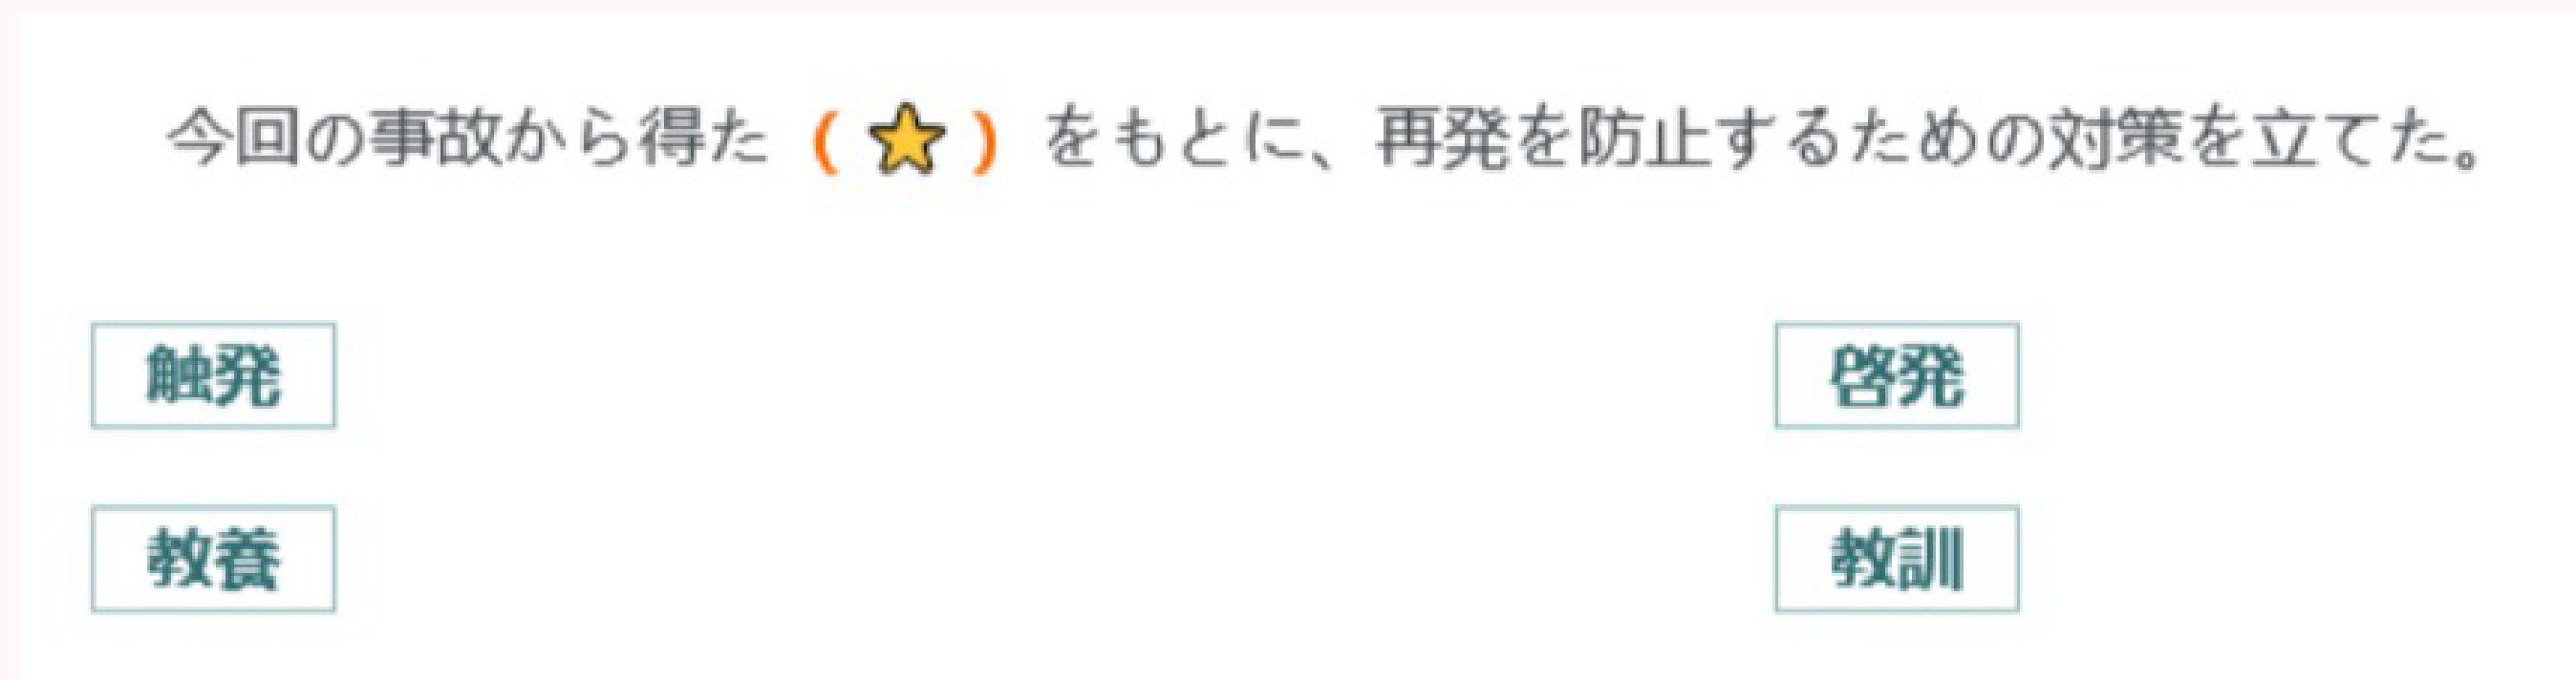 今回の事故から得た ( ★ ) をもとに、再発を防止するための対策を立てた。
触発 啓発
教養 教訓